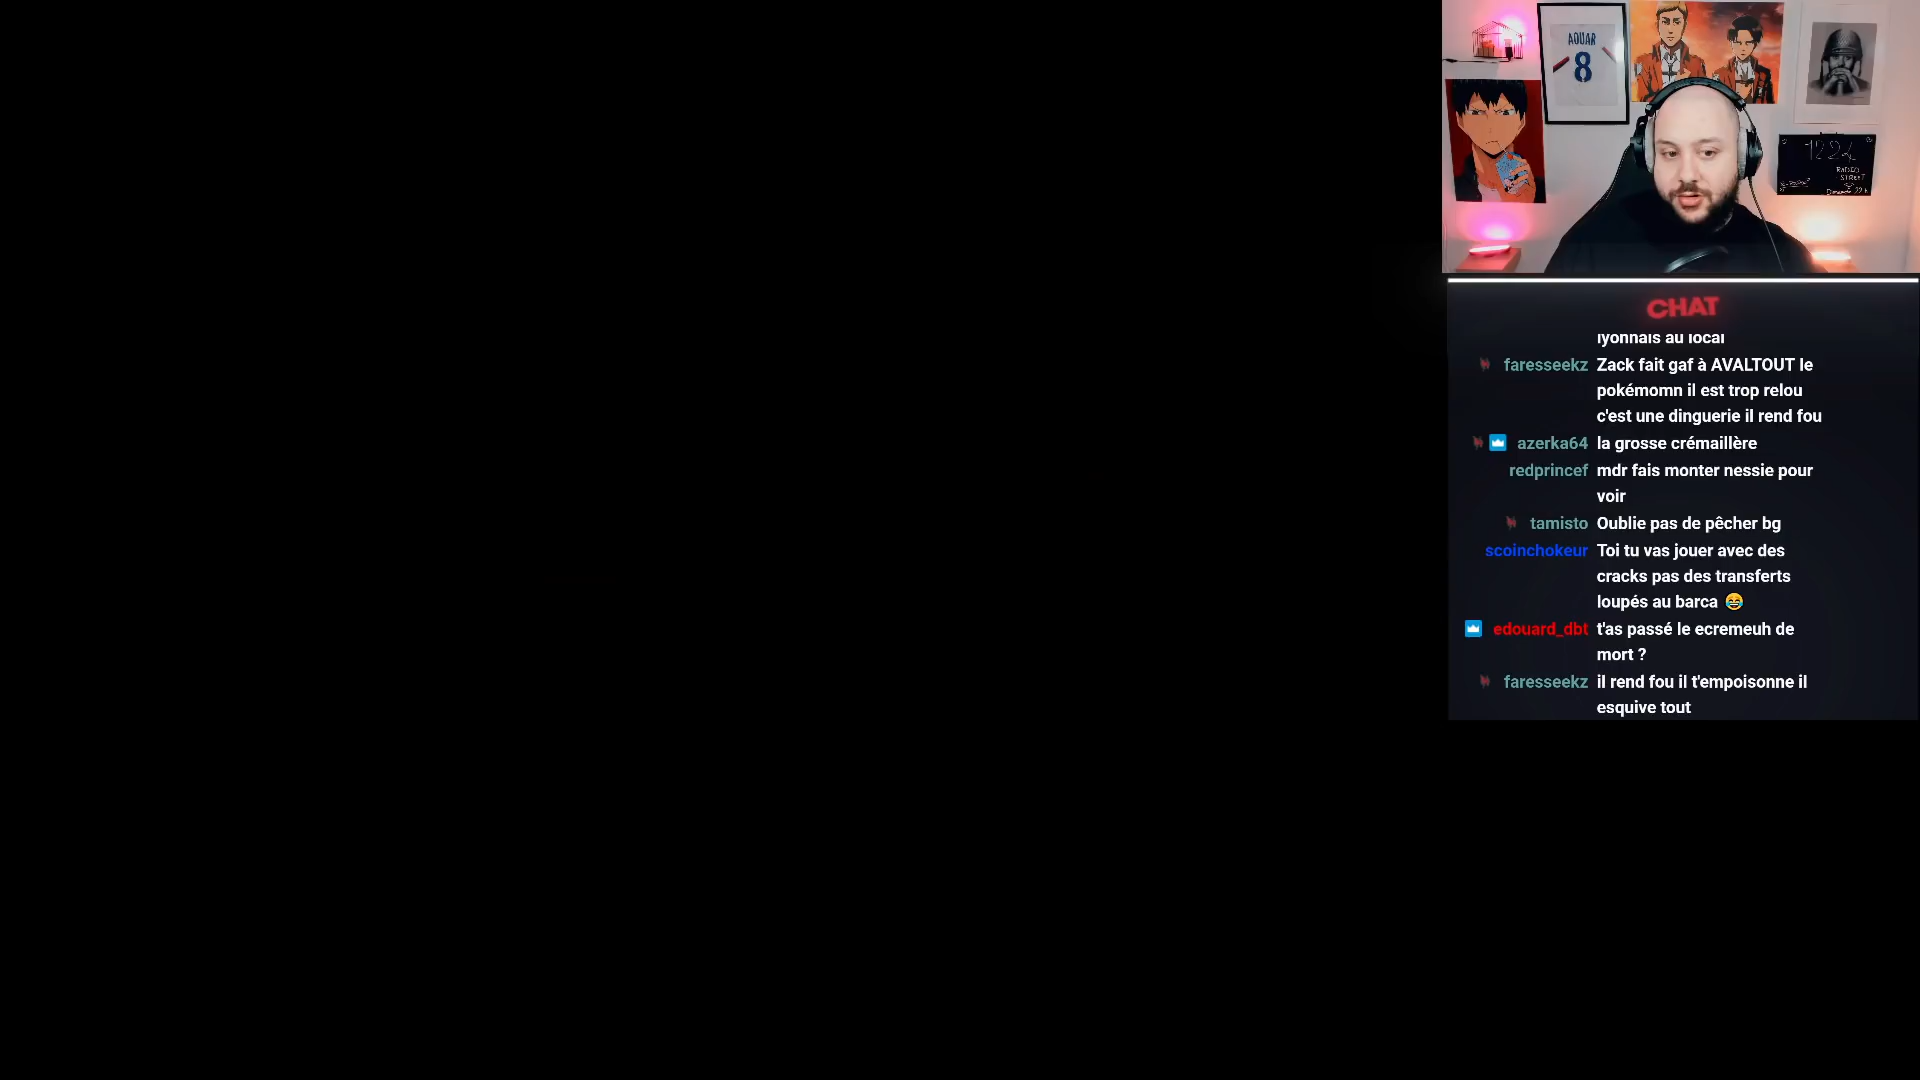 AOUAR
8
122
RADIO
STREET
CHAT
lyonnais au local
faresseekz Zack fait gaf à AVALTOUT le
pokémomn il est trop relou
c'est une dinguerie il rend fou
azerka64 la grosse crémaillère
redprincef mdr fais monter nessie pour
voir
tamisto Oublie pas de pêcher bg
scoinchokeur Toi tu vas jouer avec des
cracks pas des transferts
loupés au barca 😂
edouard_dbt t'as passé le ecremeuh de
mort ?
faresseekz il rend fou il t'empoisonne il
esquive tout